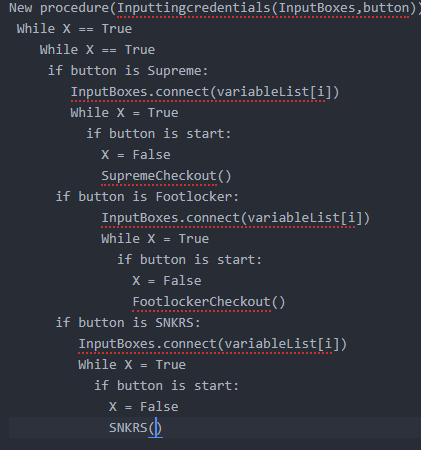 New procedure(Inputtingcredentials(InputBoxes,button))
While X == True
While X == True
if button is Supreme:
InputBoxes.connect(variableList[i])
While X = True
if button is start:
X = False
SupremeCheckout()
if button is Footlocker:
InputBoxes.connect(variableList[i])
While X = True
if button is start:
X = False
FootlockerCheckout()
if button is SNKRS:
InputBoxes.connect(variableList[i])
While X = True
if button is start:
X = False
SNKRS()